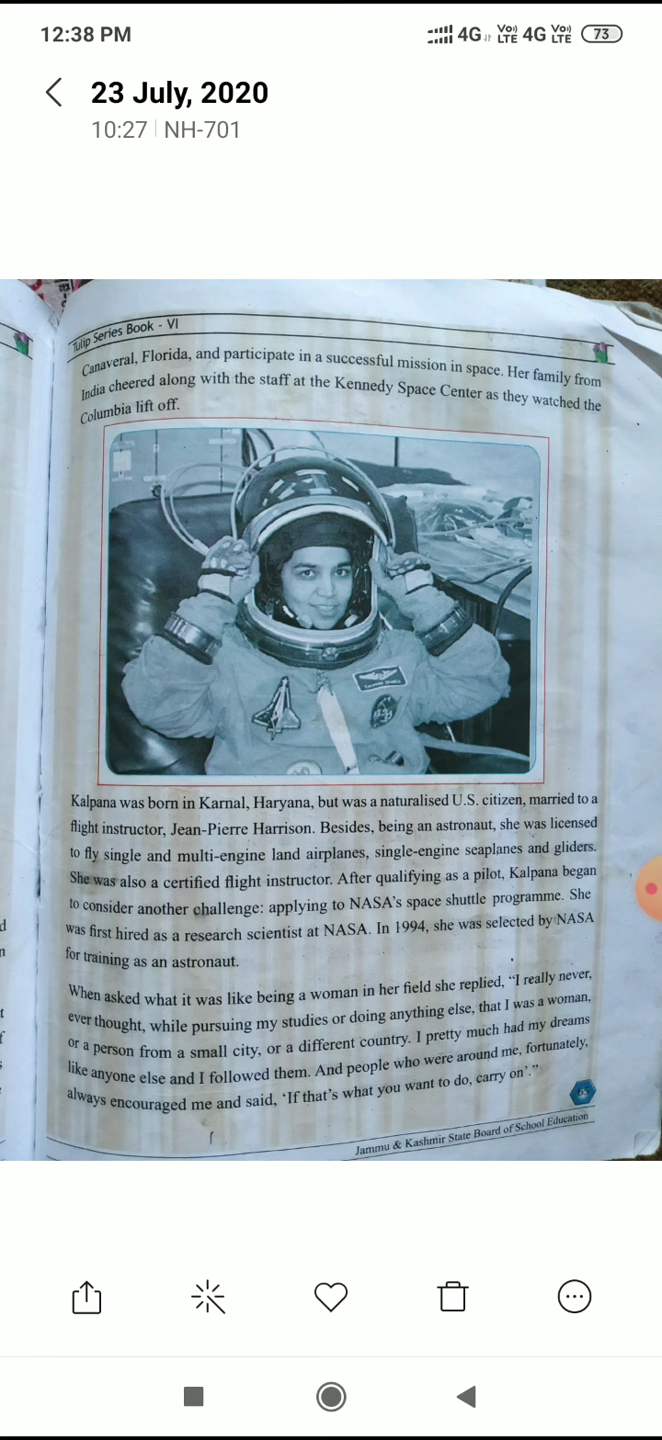 12:38 PM
4G Vo) LTE 4G Vo) LTE 73
23 July, 2020
10:27 | NH-701
Tulip Series Book - VI
Canaveral, Florida, and participate in a successful mission in space. Her family from
India cheered along with the staff at the Kennedy Space Center as they watched the
Columbia lift off.
Kalpana was born in Karnal, Haryana, but was a naturalised U.S. citizen, married to a
flight instructor, Jean-Pierre Harrison. Besides, being an astronaut, she was licensed
to fly single and multi-engine land airplanes, single-engine seaplanes and gliders.
She was also a certified flight instructor. After qualifying as a pilot, Kalpana began
to consider another challenge: applying to NASA's space shuttle programme. She
was first hired as a research scientist at NASA. In 1994, she was selected by NASA
for training as an astronaut.
When asked what it was like being a woman in her field she replied, “I really never,
ever thought, while pursuing my studies or doing anything else, that I was a woman,
or a person from a small city, or a different country. I pretty much had my dreams
like anyone else and I followed them. And people who were around me, fortunately,
always encouraged me and said, ‘If that's what you want to do, carry on’.”
Jammu & Kashmir State Board of School Education